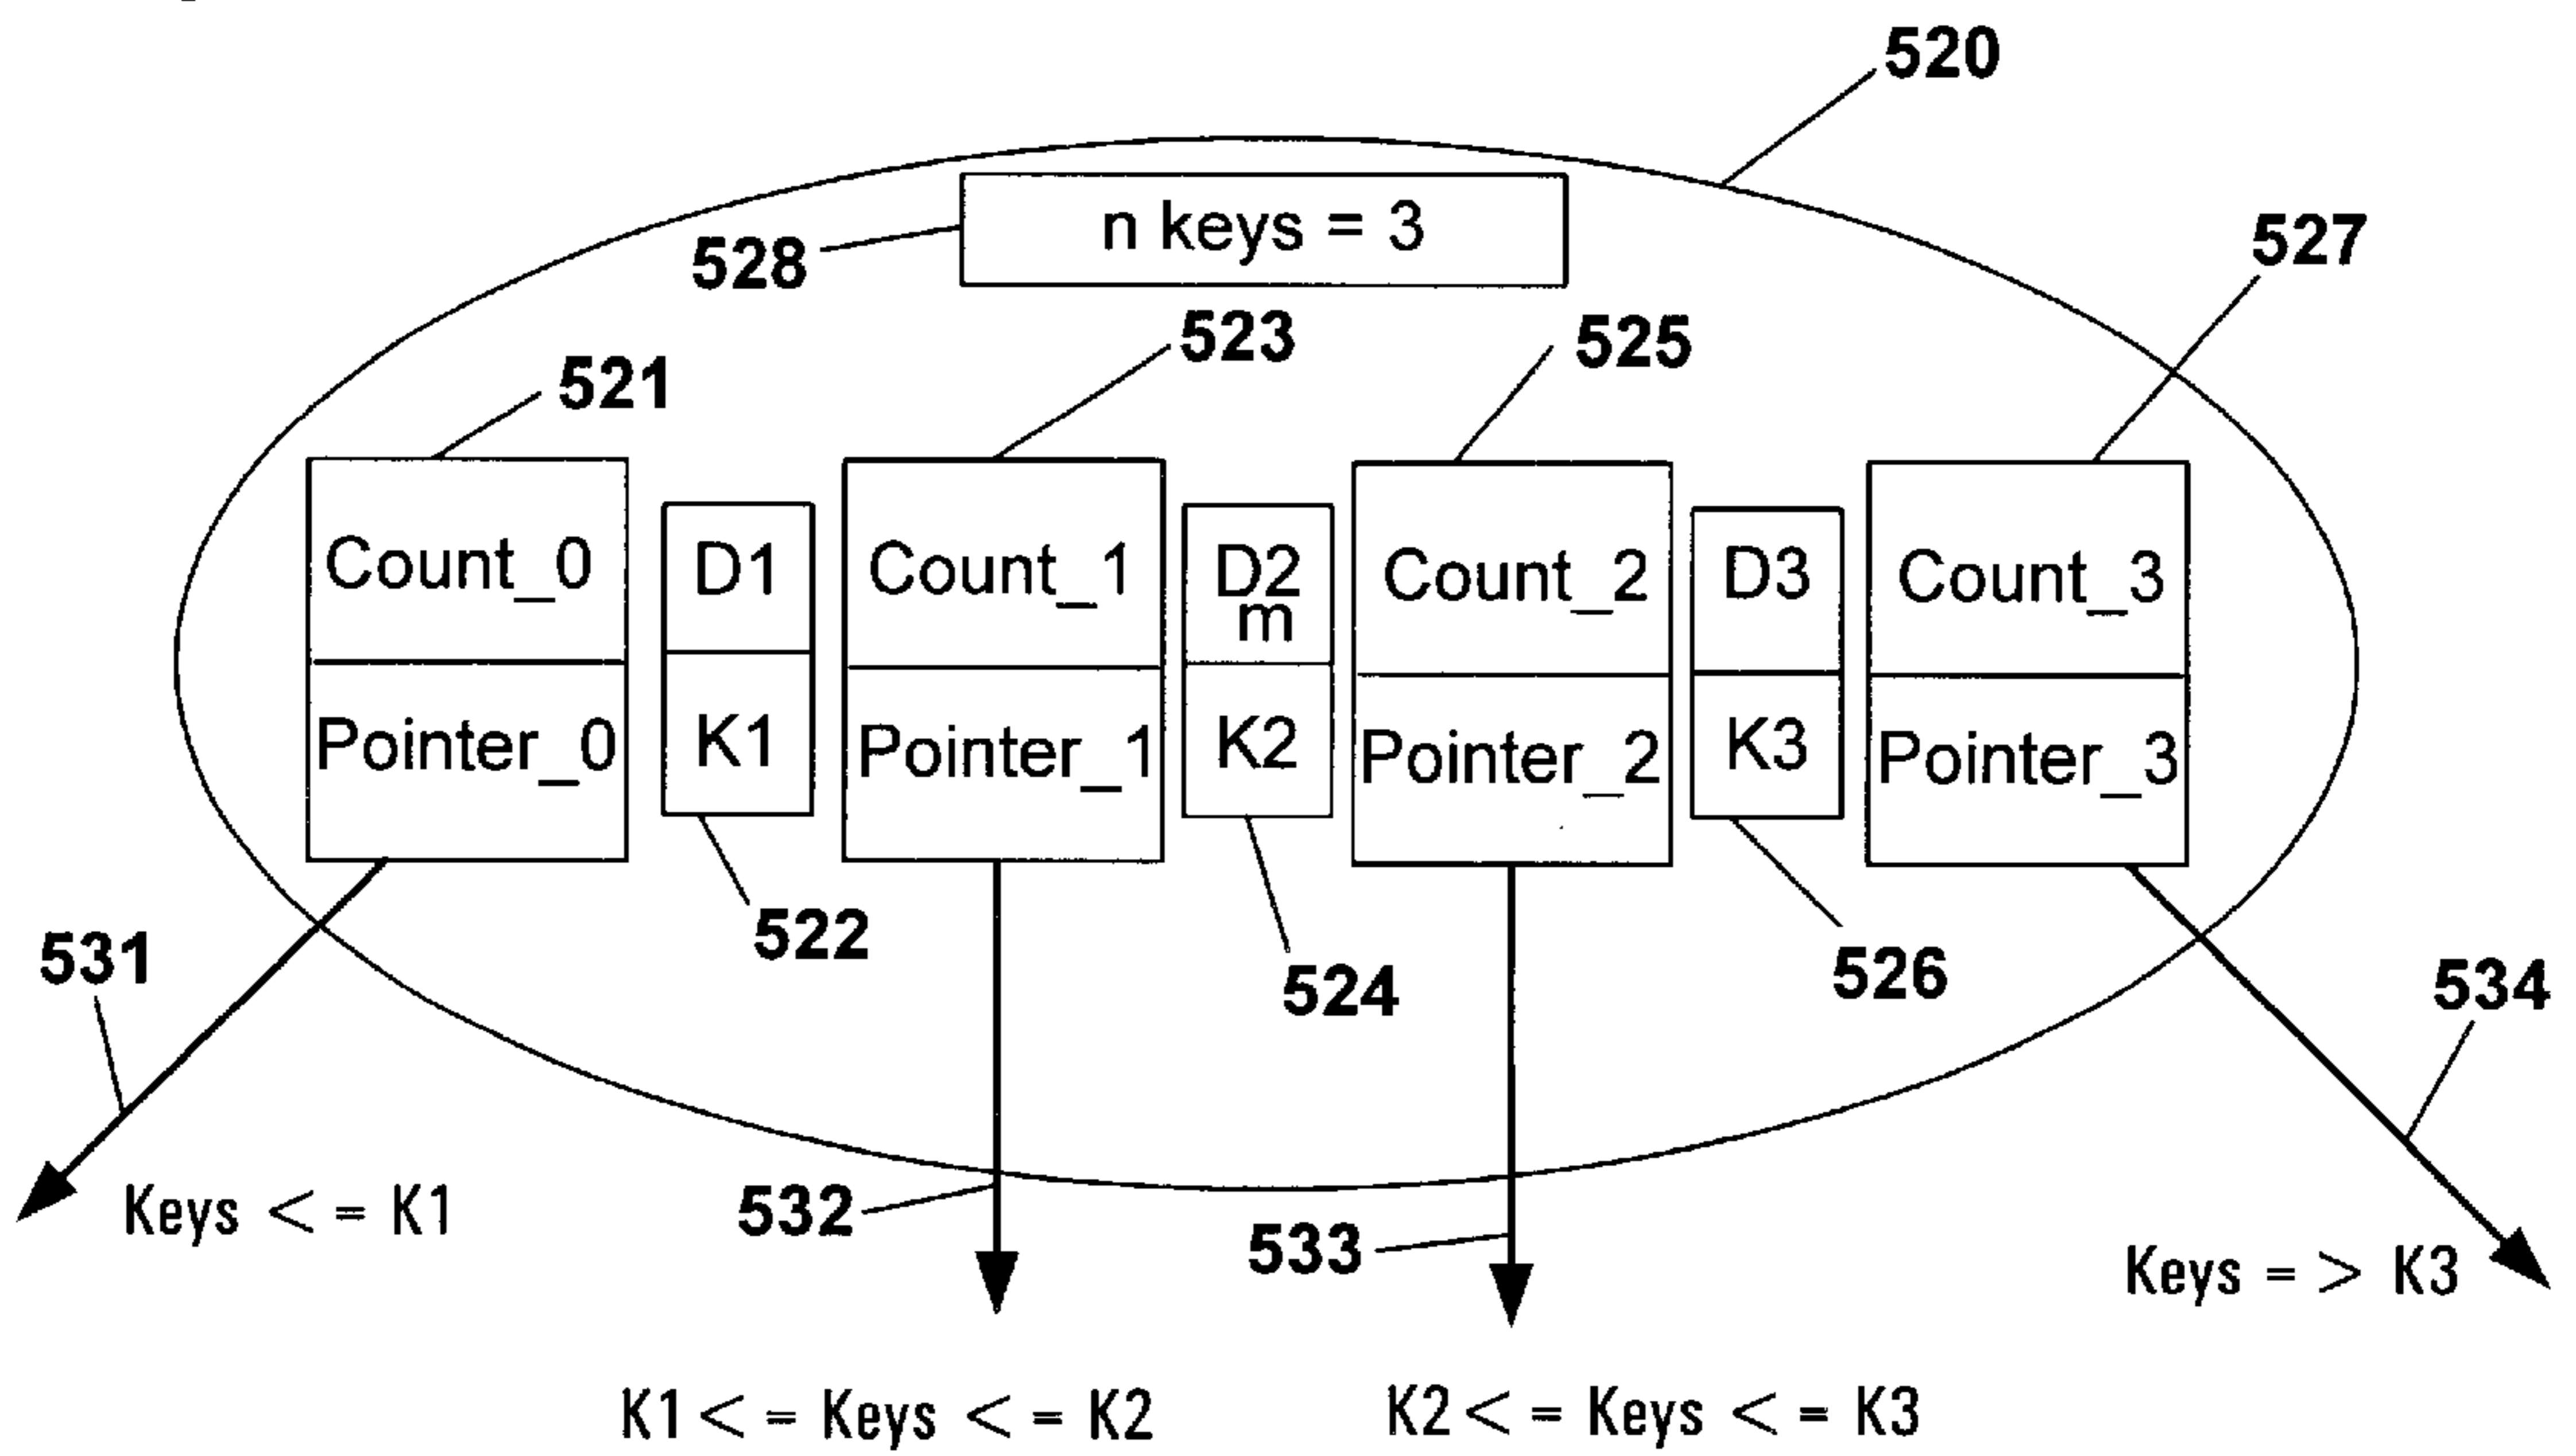 520
n keys = 3
528
527
523
525
521
Count_0
D1
Count_1
D2
m
Count_2
D3
Count_3
Pointer_0
K1
Pointer_1
K2
Pointer_2
K3
Pointer_3
522
524
526
531
534
Keys < = K1
532
533
Keys = > K3
K1 < = Keys < = K2
K2 < = Keys < = K3